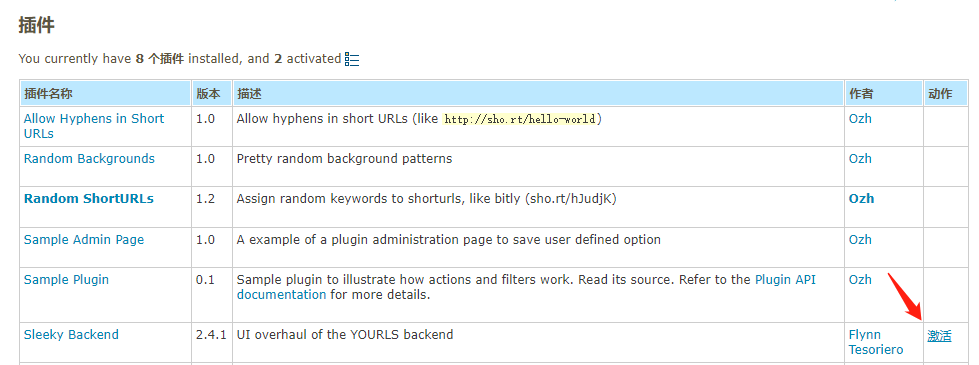 插件
You currently have 8 个插件 installed, and 2 activated
插件名称 版本 描述 作者 动作
Allow Hyphens in Short URLs 1.0 Allow hyphens in short URLs (like http://sho.rt/hello-world) Ozh
Random Backgrounds 1.0 Pretty random background patterns Ozh
Random ShortURLs 1.2 Assign random keywords to shorturls, like bitly (sho.rt/hJudjK) Ozh
Sample Admin Page 1.0 A example of a plugin administration page to save user defined option Ozh
Sample Plugin 0.1 Sample plugin to illustrate how actions and filters work. Read its source. Refer to the Plugin API documentation for more details. Ozh
Sleeky Backend 2.4.1 UI overhaul of the YOURLS backend Flynn Tesoriero 激活